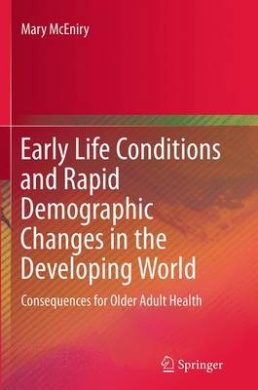 Mary McEniry
Early Life Conditions
and Rapid
Demographic
Changes in the
Developing World
Consequences for Older Adult Health
Springer